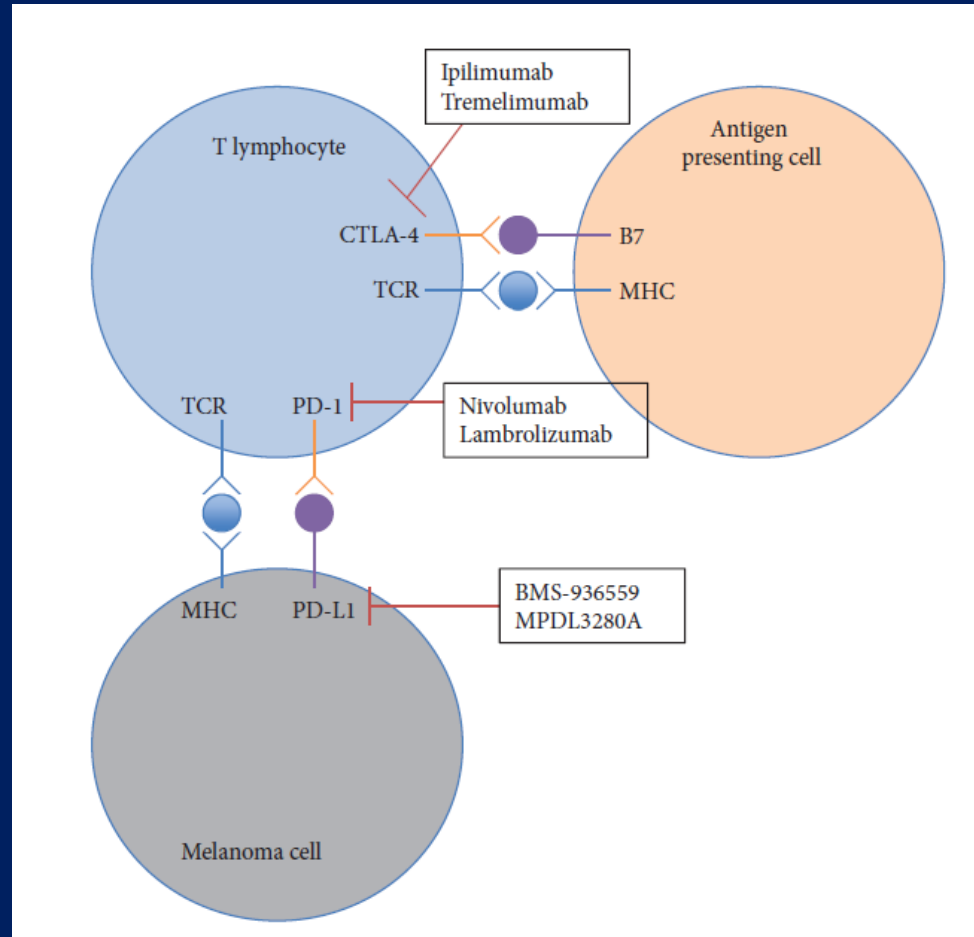 Ipilimumab
Tremelimumab
T lymphocyte
Antigen
presenting cell
CTLA-4
B7
TCR
MHC
TCR
PD-1
Nivolumab
Lambrolizumab
MHC
PD-L1
BMS-936559
MPDL3280A
Melanoma cell